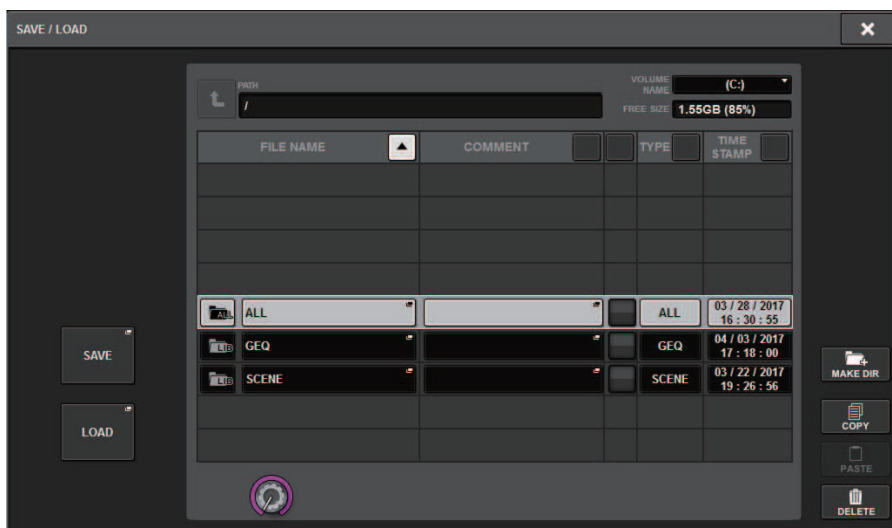 SAVE / LOAD
PATH
/
VOLUME NAME
(C:)
FREE SIZE
1.55GB (85%)
FILE NAME
COMMENT
TYPE
TIME STAMP
ALL
ALL
ALL
03 / 28 / 2017
16 : 30 : 55
LIB
GEQ
GEQ
04 / 03 / 2017
17 : 18 : 00
LIB
SCENE
SCENE
03 / 22 / 2017
19 : 26 : 56
SAVE
LOAD
MAKE DIR
COPY
PASTE
DELETE